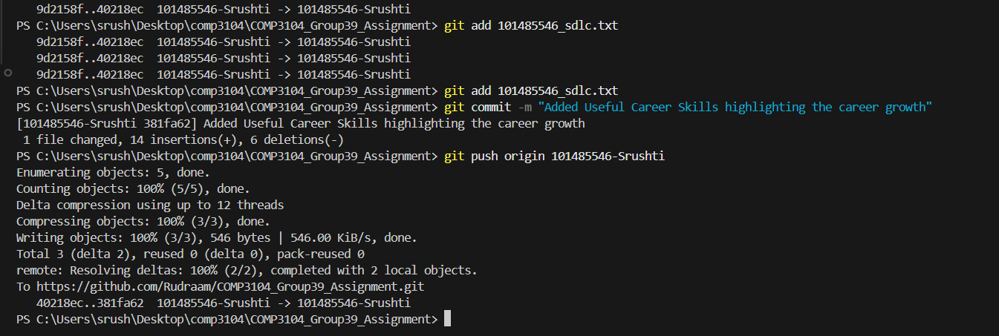 9d2158f..40218ec  101485546-Srushti -> 101485546-Srushti
PS C:\Users\srush\Desktop\comp3104\COMP3104_Group39_Assignment> git add 101485546_sdlc.txt
9d2158f..40218ec  101485546-Srushti -> 101485546-Srushti
9d2158f..40218ec  101485546-Srushti -> 101485546-Srushti
9d2158f..40218ec  101485546-Srushti -> 101485546-Srushti
PS C:\Users\srush\Desktop\comp3104\COMP3104_Group39_Assignment> git add 101485546_sdlc.txt
PS C:\Users\srush\Desktop\comp3104\COMP3104_Group39_Assignment> git commit -m "Added Useful Career Skills highlighting the career growth"
[101485546-Srushti 381fa62] Added Useful Career Skills highlighting the career growth
1 file changed, 14 insertions(+), 6 deletions(-)
PS C:\Users\srush\Desktop\comp3104\COMP3104_Group39_Assignment> git push origin 101485546-Srushti
Enumerating objects: 5, done.
Counting objects: 100% (5/5), done.
Delta compression using up to 12 threads
Compressing objects: 100% (3/3), done.
Writing objects: 100% (3/3), 546 bytes | 546.00 KiB/s, done.
Total 3 (delta 2), reused 0 (delta 0), pack-reused 0
remote: Resolving deltas: 100% (2/2), completed with 2 local objects.
To https://github.com/Rudraam/COMP3104_Group39_Assignment.git
40218ec..381fa62  101485546-Srushti -> 101485546-Srushti
PS C:\Users\srush\Desktop\comp3104\COMP3104_Group39_Assignment>